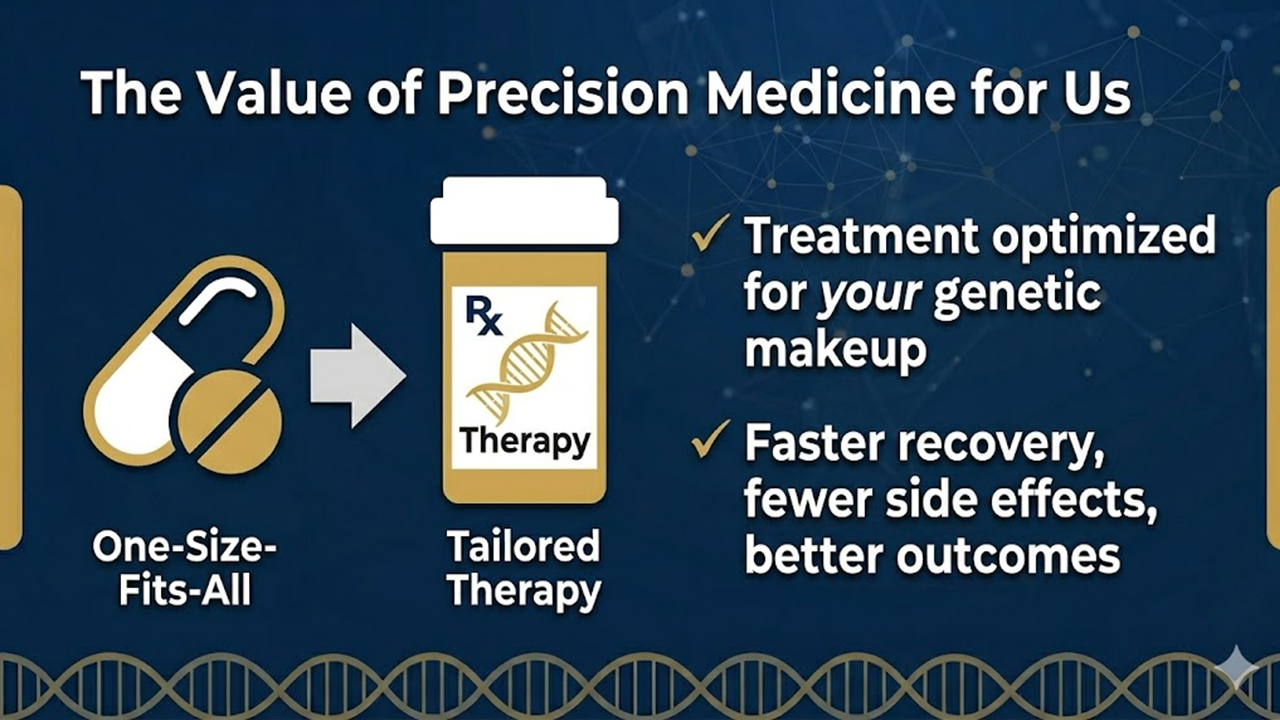 The Value of Precision Medicine for Us
Rx
Therapy
One-Size-
Fits-All
Tailored
Therapy
✓ Treatment optimized
for your genetic
makeup
✓ Faster recovery,
fewer side effects,
better outcomes